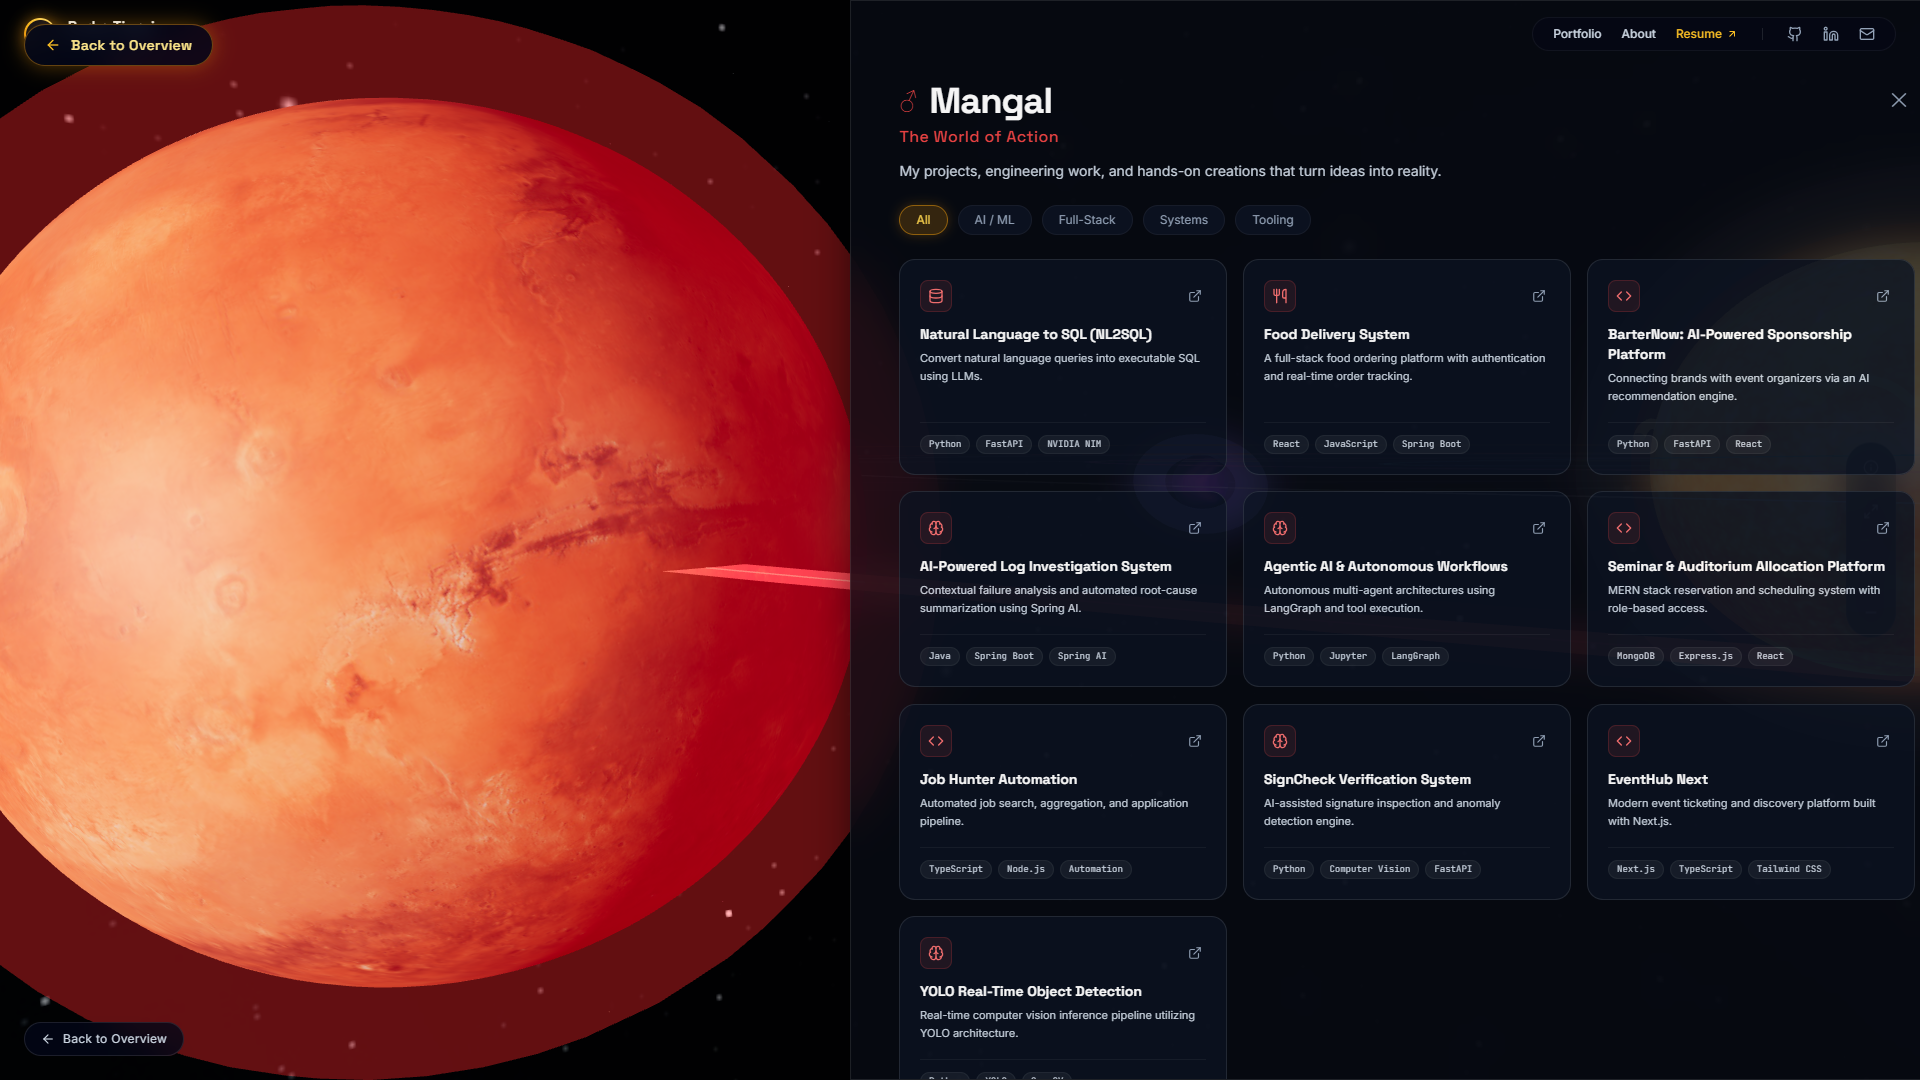 Back to Overview
Portfolio
About
Resume
Mangal
The World of Action
My projects, engineering work, and hands-on creations that turn ideas into reality.
All
AI / ML
Full-Stack
Systems
Tooling
Natural Language to SQL (NL2SQL)
Convert natural language queries into executable SQL
using LLMs.
Python
FastAPI
NVIDIA NIM
Food Delivery System
A full-stack food ordering platform with authentication
and real-time order tracking.
React
JavaScript
Spring Boot
BarterNow: AI-Powered Sponsorship
Platform
Connecting brands with event organizers via an AI
recommendation engine.
Python
FastAPI
React
AI-Powered Log Investigation System
Contextual failure analysis and automated root-cause
summarization using Spring AI.
Java
Spring Boot
Spring AI
Agentic AI & Autonomous Workflows
Autonomous multi-agent architectures using
LangGraph and tool execution.
Python
Jupyter
LangGraph
Seminar & Auditorium Allocation Platform
MERN stack reservation and scheduling system with
role-based access.
MongoDB
Express.js
React
Job Hunter Automation
Automated job search, aggregation, and application
pipeline.
TypeScript
Node.js
Automation
SignCheck Verification System
AI-assisted signature inspection and anomaly
detection engine.
Python
Computer Vision
FastAPI
EventHub Next
Modern event ticketing and discovery platform built
with Next.js.
Next.js
TypeScript
Tailwind CSS
YOLO Real-Time Object Detection
Real-time computer vision inference pipeline utilizing
YOLO architecture.
Back to Overview